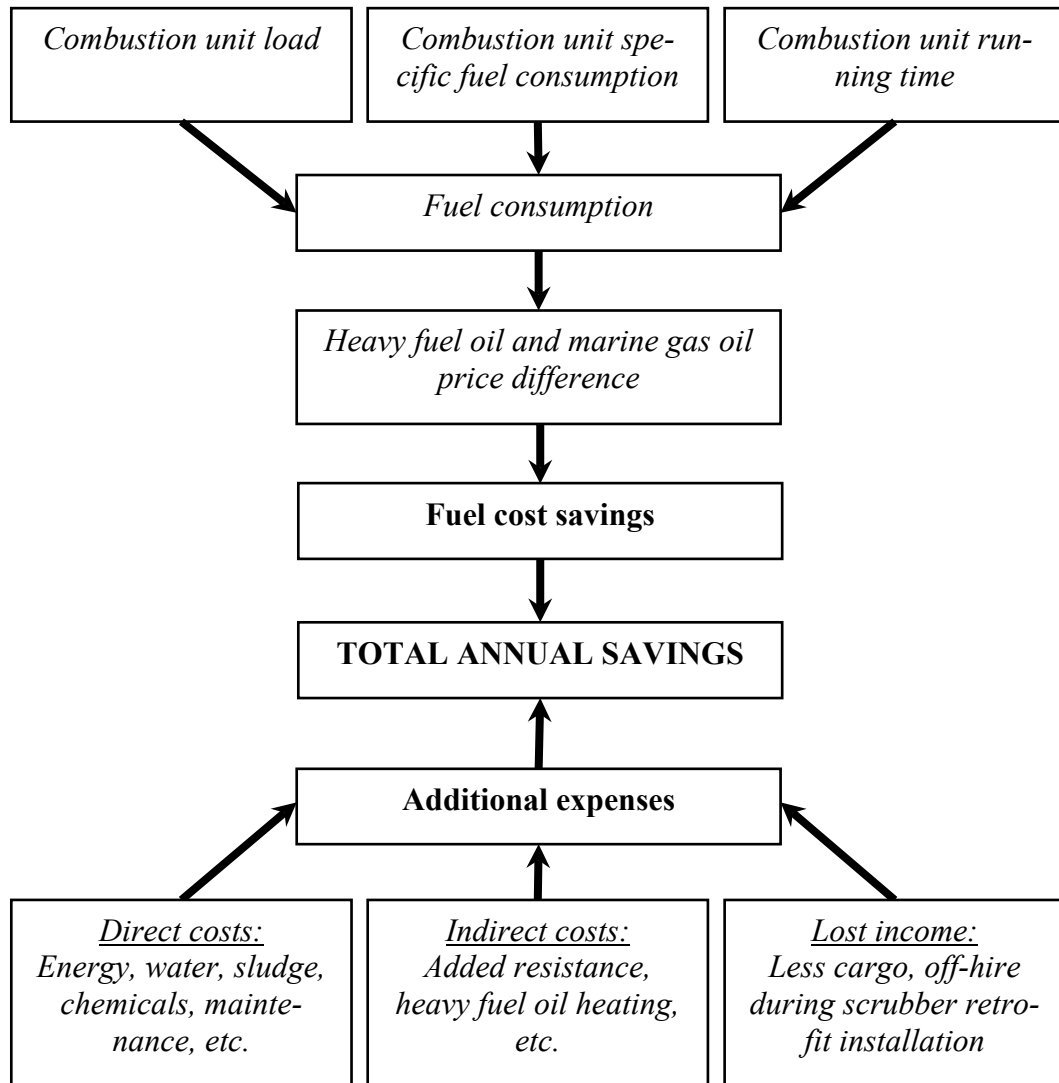 Combustion unit load
Combustion unit spe-
cific fuel consumption
Combustion unit run-
ning time
Fuel consumption
Heavy fuel oil and marine gas oil
price difference
Fuel cost savings
TOTAL ANNUAL SAVINGS
Additional expenses
Direct costs:
Energy, water, sludge,
chemicals, mainte-
nance, etc.
Indirect costs:
Added resistance,
heavy fuel oil heating,
etc.
Lost income:
Less cargo, off-hire
during scrubber retro-
fit installation